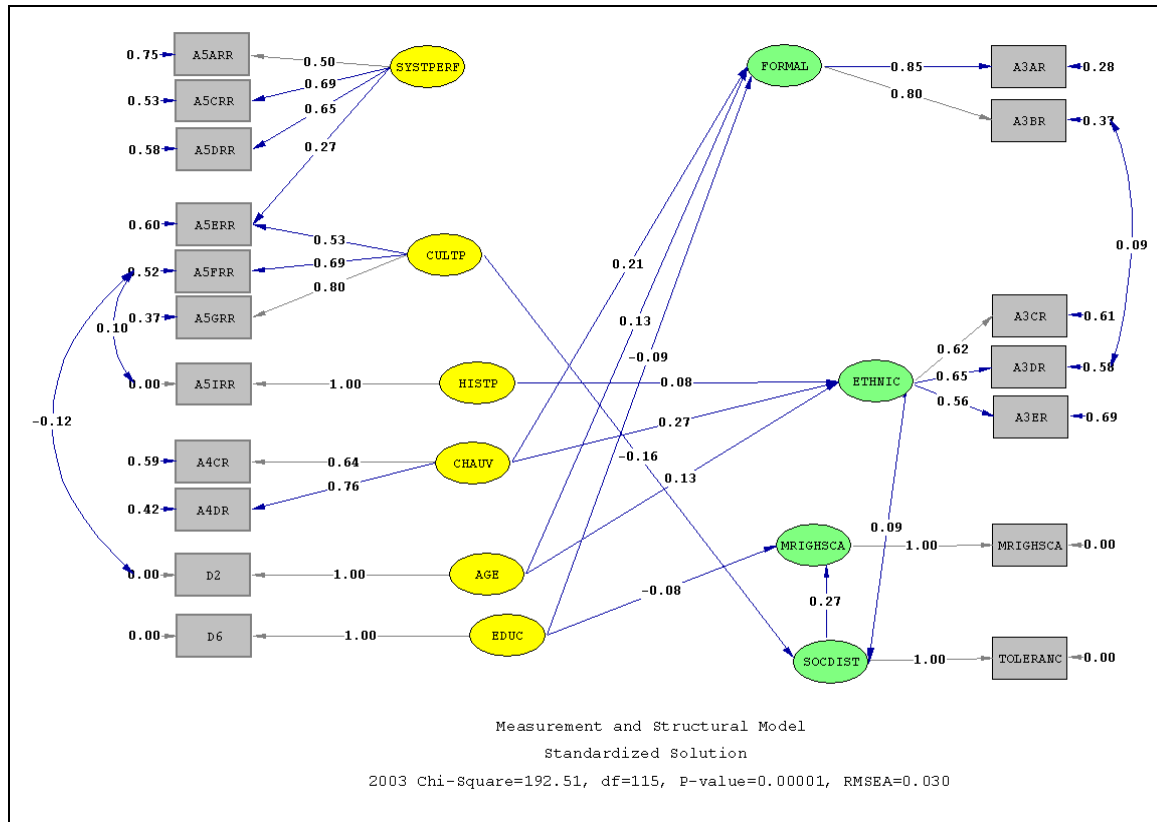 0.75 A5ARR 0.50 SYSTPERF FORMAL 0.85 A3AR 0.28
0.53 A5CRR 0.69 0.80 A3BR 0.37
0.58 A5DRR 0.65
0.27
0.60 A5ERR 0.53 CULTP 0.09
0.52 A5FRR 0.69 0.21
0.37 A5GRR 0.80 0.13 A3CR 0.61
0.10 -0.09 0.62
0.00 A5IRR 1.00 HISTP 0.08 ETHNIC 0.65 A3DR 0.58
-0.12 0.27 0.56 A3ER 0.69
0.59 A4CR 0.64 CHAUV -0.16
0.42 A4DR 0.76 0.13
0.09
MRIGHSCA 1.00 MRIGHSCA 0.00
0.00 D2 1.00 AGE -0.08
0.27
0.00 D6 1.00 EDUC
SOCDIST 1.00 TOLERANC 0.00
Measurement and Structural Model
Standardized Solution
2003 Chi-Square=192.51, df=115, P-value=0.00001, RMSEA=0.030